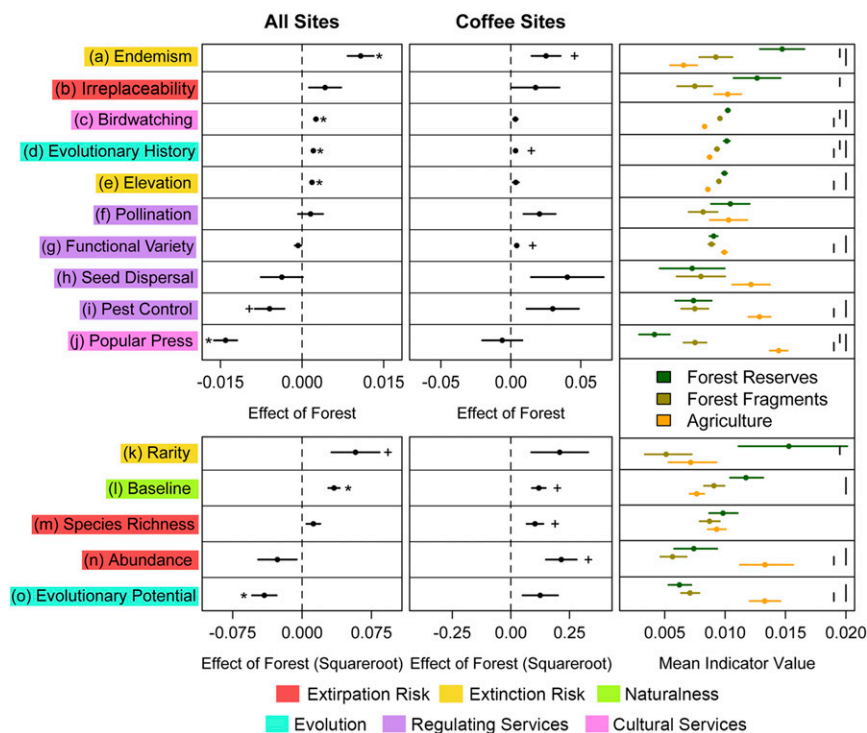 All Sites Coffee Sites
(a) Endemism * +
(b) Irreplaceability
(c) Birdwatching *
(d) Evolutionary History * +
(e) Elevation *
(f) Pollination
(g) Functional Variety +
(h) Seed Dispersal
(i) Pest Control +
(j) Popular Press *
-0.015 0.000 0.015 -0.05 0.00 0.05
Effect of Forest Effect of Forest
Forest Reserves
Forest Fragments
Agriculture
(k) Rarity +
(l) Baseline * +
(m) Species Richness +
(n) Abundance +
(o) Evolutionary Potential *
-0.075 0.000 0.075 -0.25 0.00 0.25 0.005 0.010 0.015 0.020
Effect of Forest (Squareroot) Effect of Forest (Squareroot) Mean Indicator Value
Extirpation Risk Extinction Risk Naturalness
Evolution Regulating Services Cultural Services